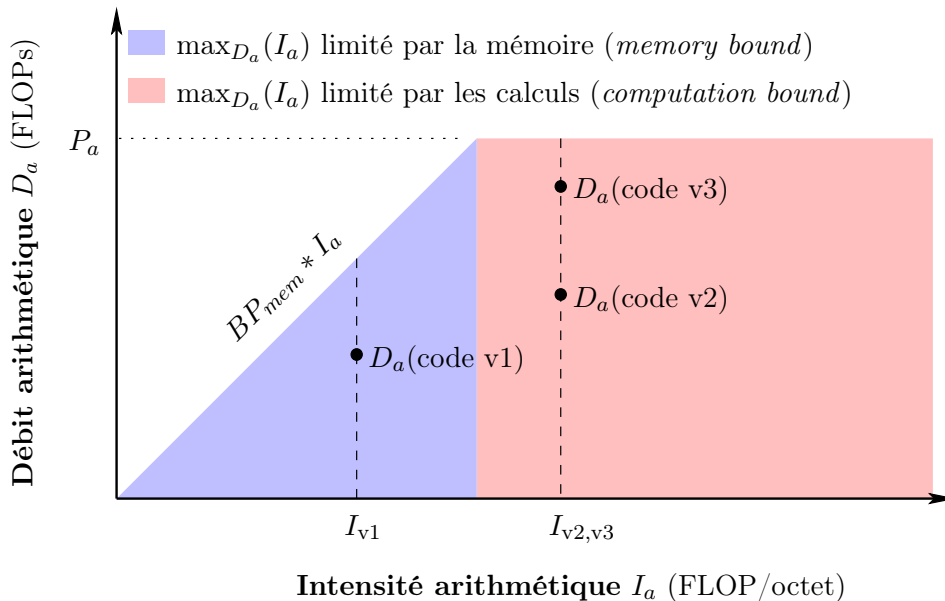 max_{D_a}(I_a) limité par la mémoire (memory bound)
max_{D_a}(I_a) limité par les calculs (computation bound)
Débit arithmétique D_a (FLOPs)
P_a
BP_{mem} * I_a
D_a(code v3)
D_a(code v2)
D_a(code v1)
I_{v1}
I_{v2,v3}
Intensité arithmétique I_a (FLOP/octet)